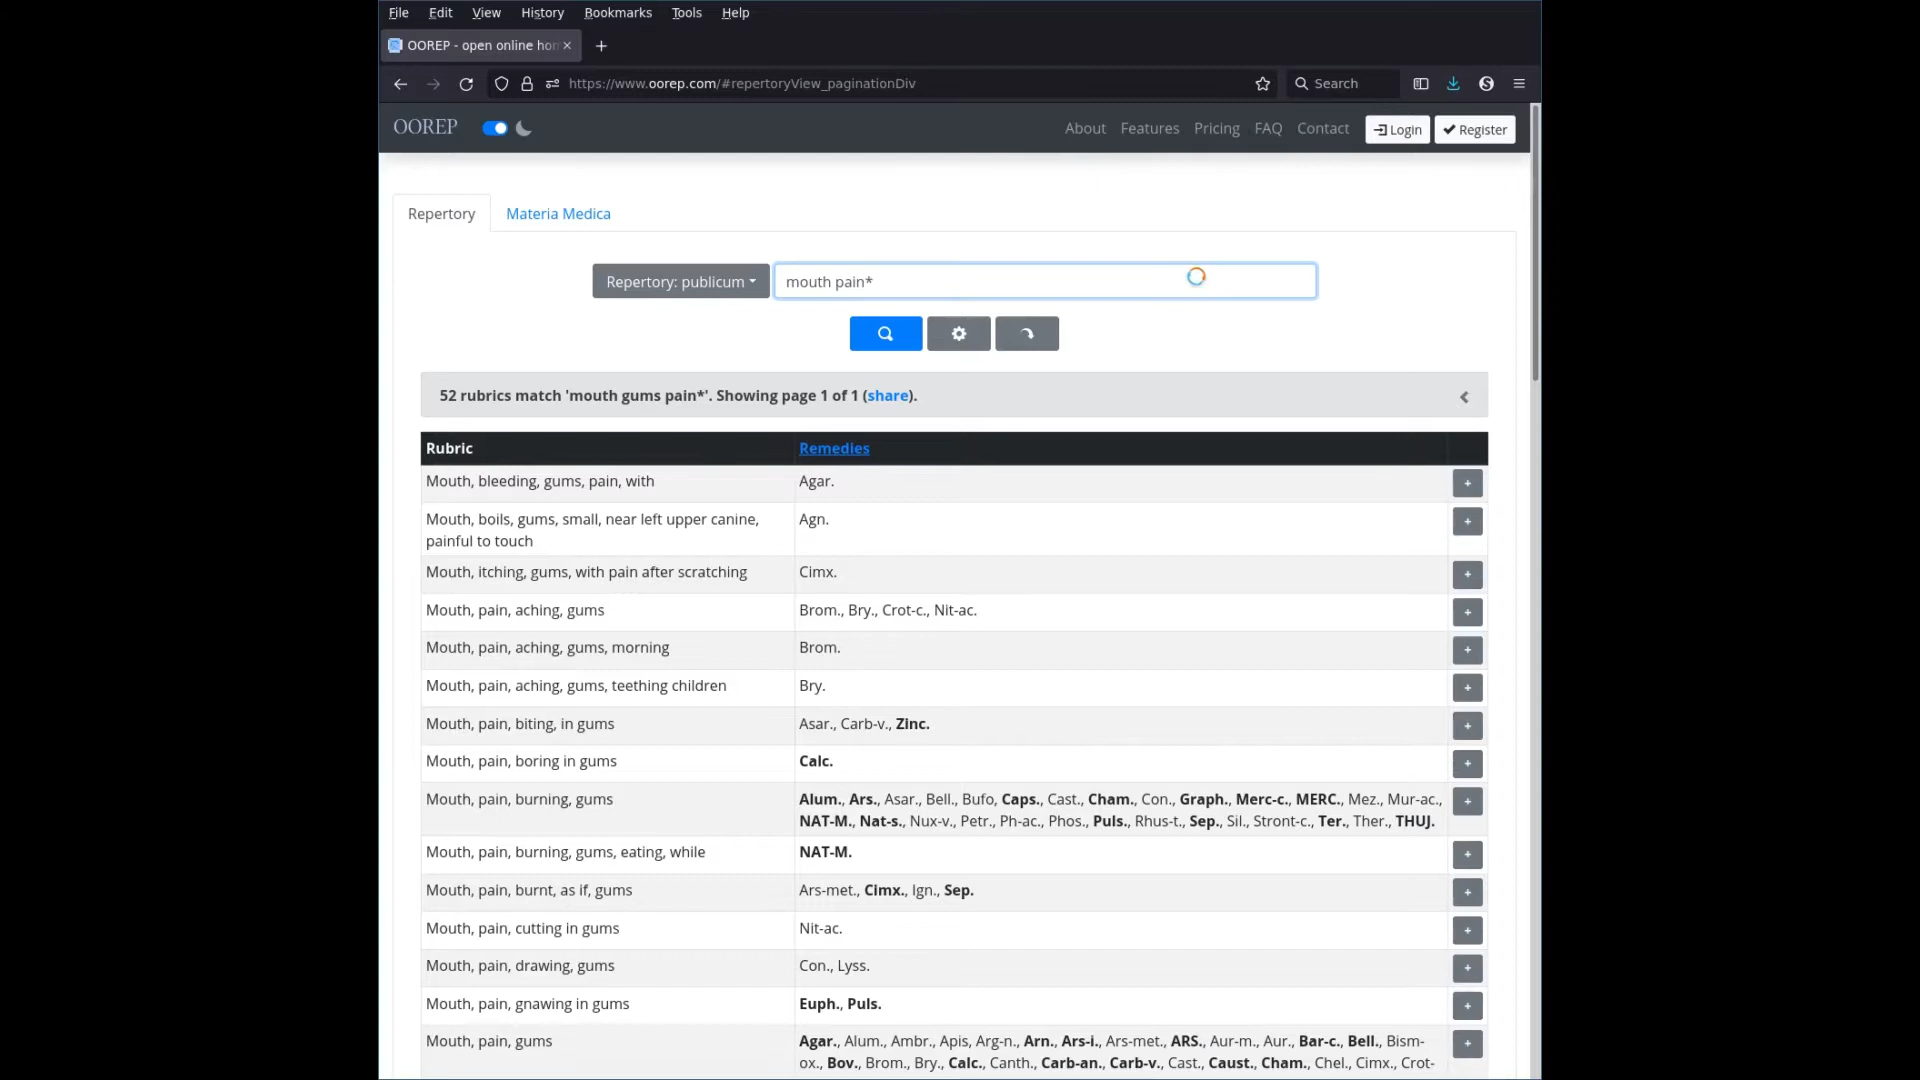 File Edit View History Bookmarks Tools Help
OOREP - open online hon
https://www.oorep.com/#repertoryView_paginationDiv
Search
OOREP
About Features Pricing FAQ Contact Login Register
Repertory Materia Medica
Repertory: publicum mouth pain*
52 rubrics match 'mouth gums pain*'. Showing page 1 of 1 (share).
Rubric Remedies
Mouth, bleeding, gums, pain, with Agar. +
Mouth, boils, gums, small, near left upper canine, Agn. +
painful to touch
Mouth, itching, gums, with pain after scratching Cimx. +
Mouth, pain, aching, gums Brom., Bry., Crot-c., Nit-ac. +
Mouth, pain, aching, gums, morning Brom. +
Mouth, pain, aching, gums, teething children Bry. +
Mouth, pain, biting, in gums Asar., Carb-v., Zinc. +
Mouth, pain, boring in gums Calc. +
Mouth, pain, burning, gums Alum., Ars., Asar., Bell., Bufo, Caps., Cast., Cham., Con., Graph., Merc-c., MERC., Mez., Mur-ac., +
NAT-M., Nat-s., Nux-v., Petr., Ph-ac., Phos., Puls., Rhus-t., Sep., Sil., Stront-c., Ter., Ther., THUJ.
Mouth, pain, burning, gums, eating, while NAT-M. +
Mouth, pain, burnt, as if, gums Ars-met., Cimx., Ign., Sep. +
Mouth, pain, cutting in gums Nit-ac. +
Mouth, pain, drawing, gums Con., Lyss. +
Mouth, pain, gnawing in gums Euph., Puls. +
Mouth, pain, gums Agar., Alum., Ambr., Apis, Arg-n., Arn., Ars-i., Ars-met., ARS., Aur-m., Aur., Bar-c., Bell., Bism- +
ox., Bov., Brom., Bry., Calc., Canth., Carb-an., Carb-v., Cast., Caust., Cham., Chel., Cimx., Crot-